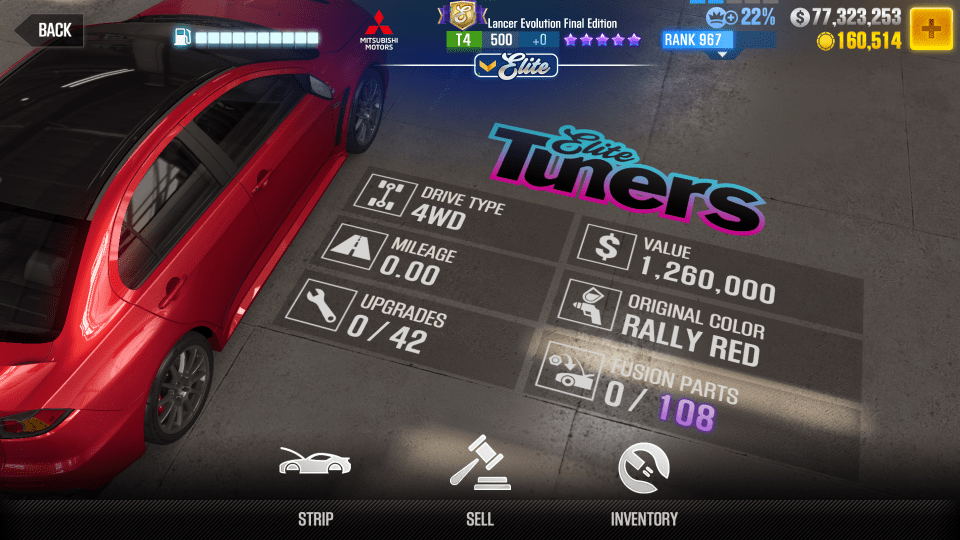 BACK
MITSUBISHI
MOTORS
Lancer Evolution Final Edition
T4 500 +0
Elite
22%
RANK 967
$ 77,323,253
160,514
Elite
Tuners
DRIVE TYPE
4WD
MILEAGE
0.00
UPGRADES
0 / 42
$ VALUE
1,260,000
ORIGINAL COLOR
RALLY RED
FUSION PARTS
0 / 108
STRIP
SELL
INVENTORY